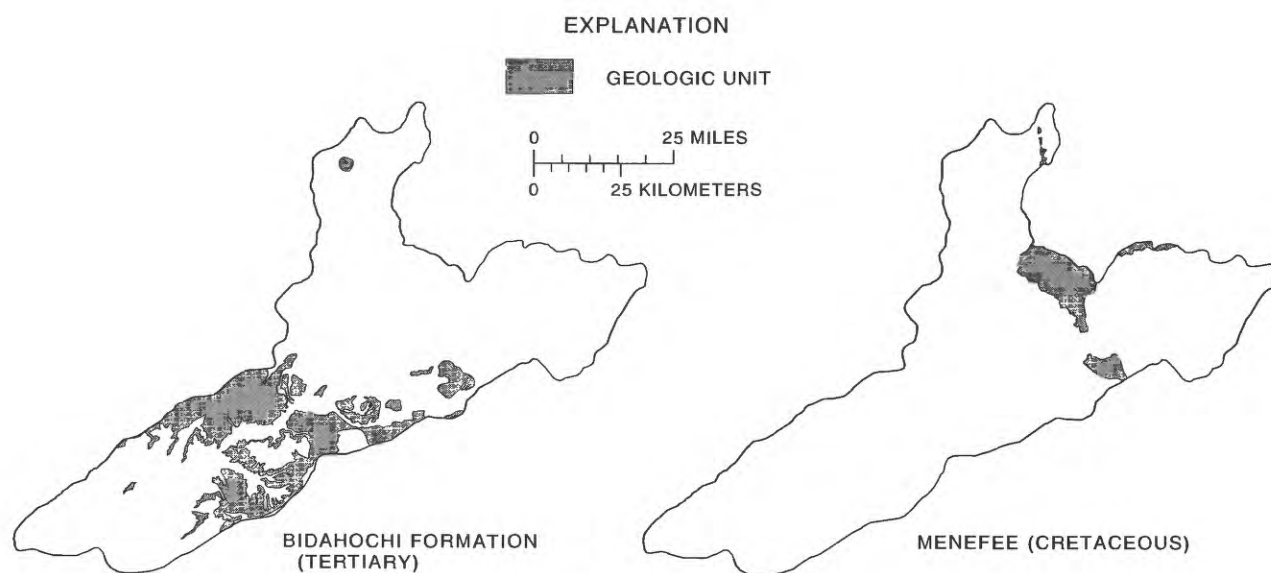 EXPLANATION
GEOLOGIC UNIT
0 25 MILES
0 25 KILOMETERS
BIDAHOCHI FORMATION
(TERTIARY)
MENEFEE (CRETACEOUS)